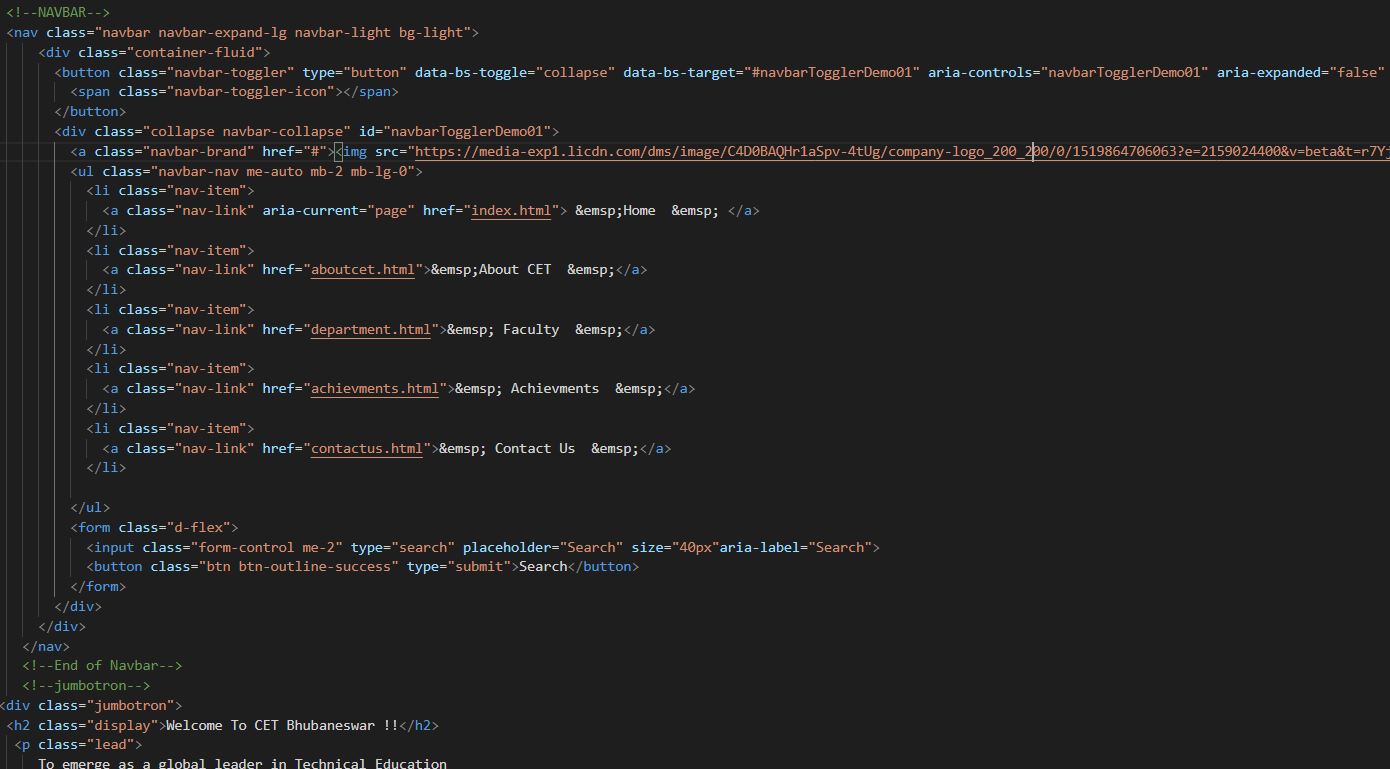 <!--NAVBAR-->
<nav class="navbar navbar-expand-lg navbar-light bg-light">
<div class="container-fluid">
<button class="navbar-toggler" type="button" data-bs-toggle="collapse" data-bs-target="#navbarTogglerDemo01" aria-controls="navbarTogglerDemo01" aria-expanded="false"
<span class="navbar-toggler-icon"></span>
</button>
<div class="collapse navbar-collapse" id="navbarTogglerDemo01">
<a class="navbar-brand" href="#"><img src="https://media-exp1.licdn.com/dms/image/C4D0BAQHr1aSpv-4tUg/company-logo_200_200/0/1519864706063?e=2159024400&v=beta&t=r7Yj
<ul class="navbar-nav me-auto mb-2 mb-lg-0">
<li class="nav-item">
<a class="nav-link" aria-current="page" href="index.html"> &emsp;Home  &emsp; </a>
</li>
<li class="nav-item">
<a class="nav-link" href="aboutcet.html">&emsp;About CET  &emsp;</a>
</li>
<li class="nav-item">
<a class="nav-link" href="department.html">&emsp; Faculty  &emsp;</a>
</li>
<li class="nav-item">
<a class="nav-link" href="achievments.html">&emsp; Achievments  &emsp;</a>
</li>
<li class="nav-item">
<a class="nav-link" href="contactus.html">&emsp; Contact Us  &emsp;</a>
</li>
</ul>
<form class="d-flex">
<input class="form-control me-2" type="search" placeholder="Search" size="40px"aria-label="Search">
<button class="btn btn-outline-success" type="submit">Search</button>
</form>
</div>
</div>
</nav>
<!--End of Navbar-->
<!--jumbotron-->
<div class="jumbotron">
<h2 class="display">Welcome To CET Bhubaneswar !!</h2>
<p class="lead">
To emerge as a global leader in Technical Education